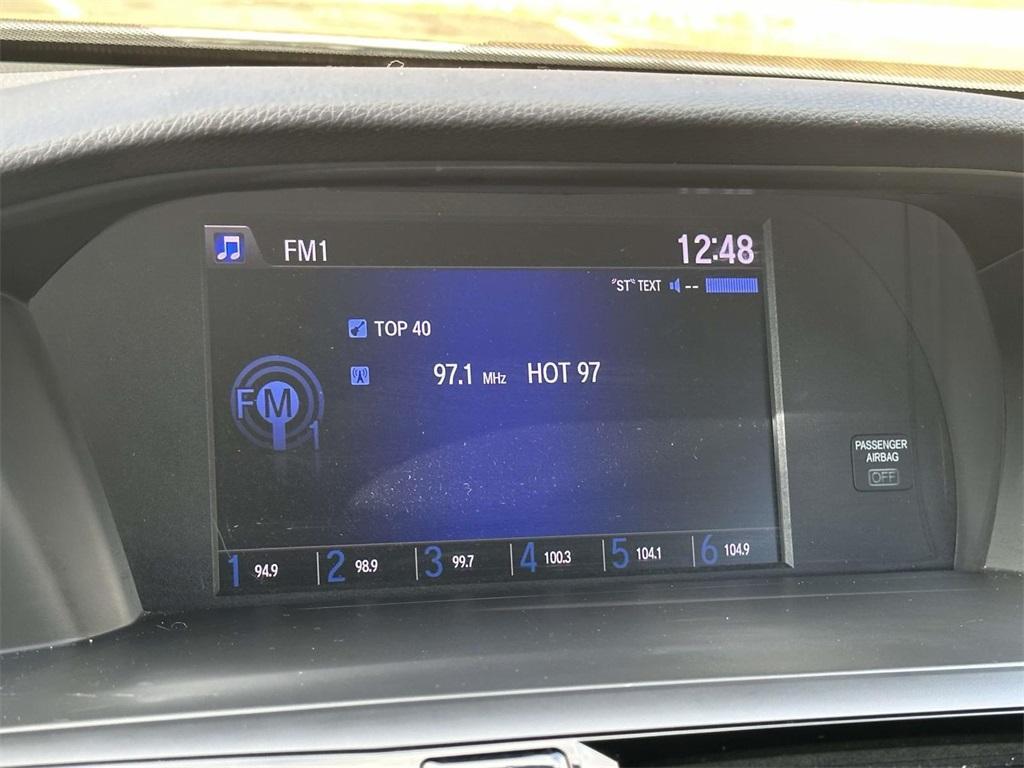 FM1 12:48
"ST" TEXT --
TOP 40
97.1 MHz HOT 97
FM 1
PASSENGER
AIRBAG
OFF
1 94.9 2 98.9 3 99.7 4 100.3 5 104.1 6 104.9